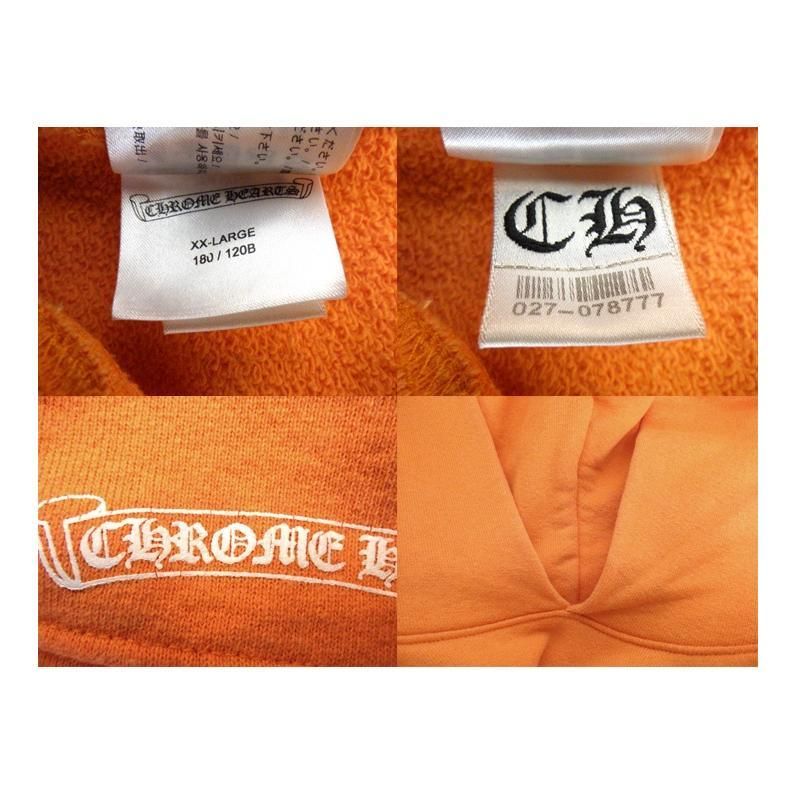 CHROME HEARTS
XX-LARGE
180 / 120B
CH
027-078777
CHROME H